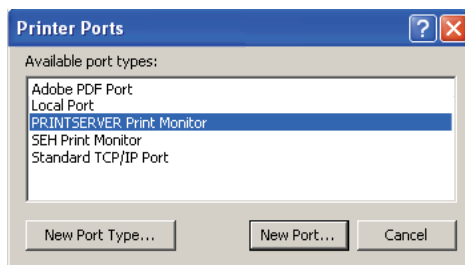 Printer Ports
Available port types:
Adobe PDF Port
Local Port
PRINTSERVER Print Monitor
SEH Print Monitor
Standard TCP/IP Port
New Port Type... New Port... Cancel